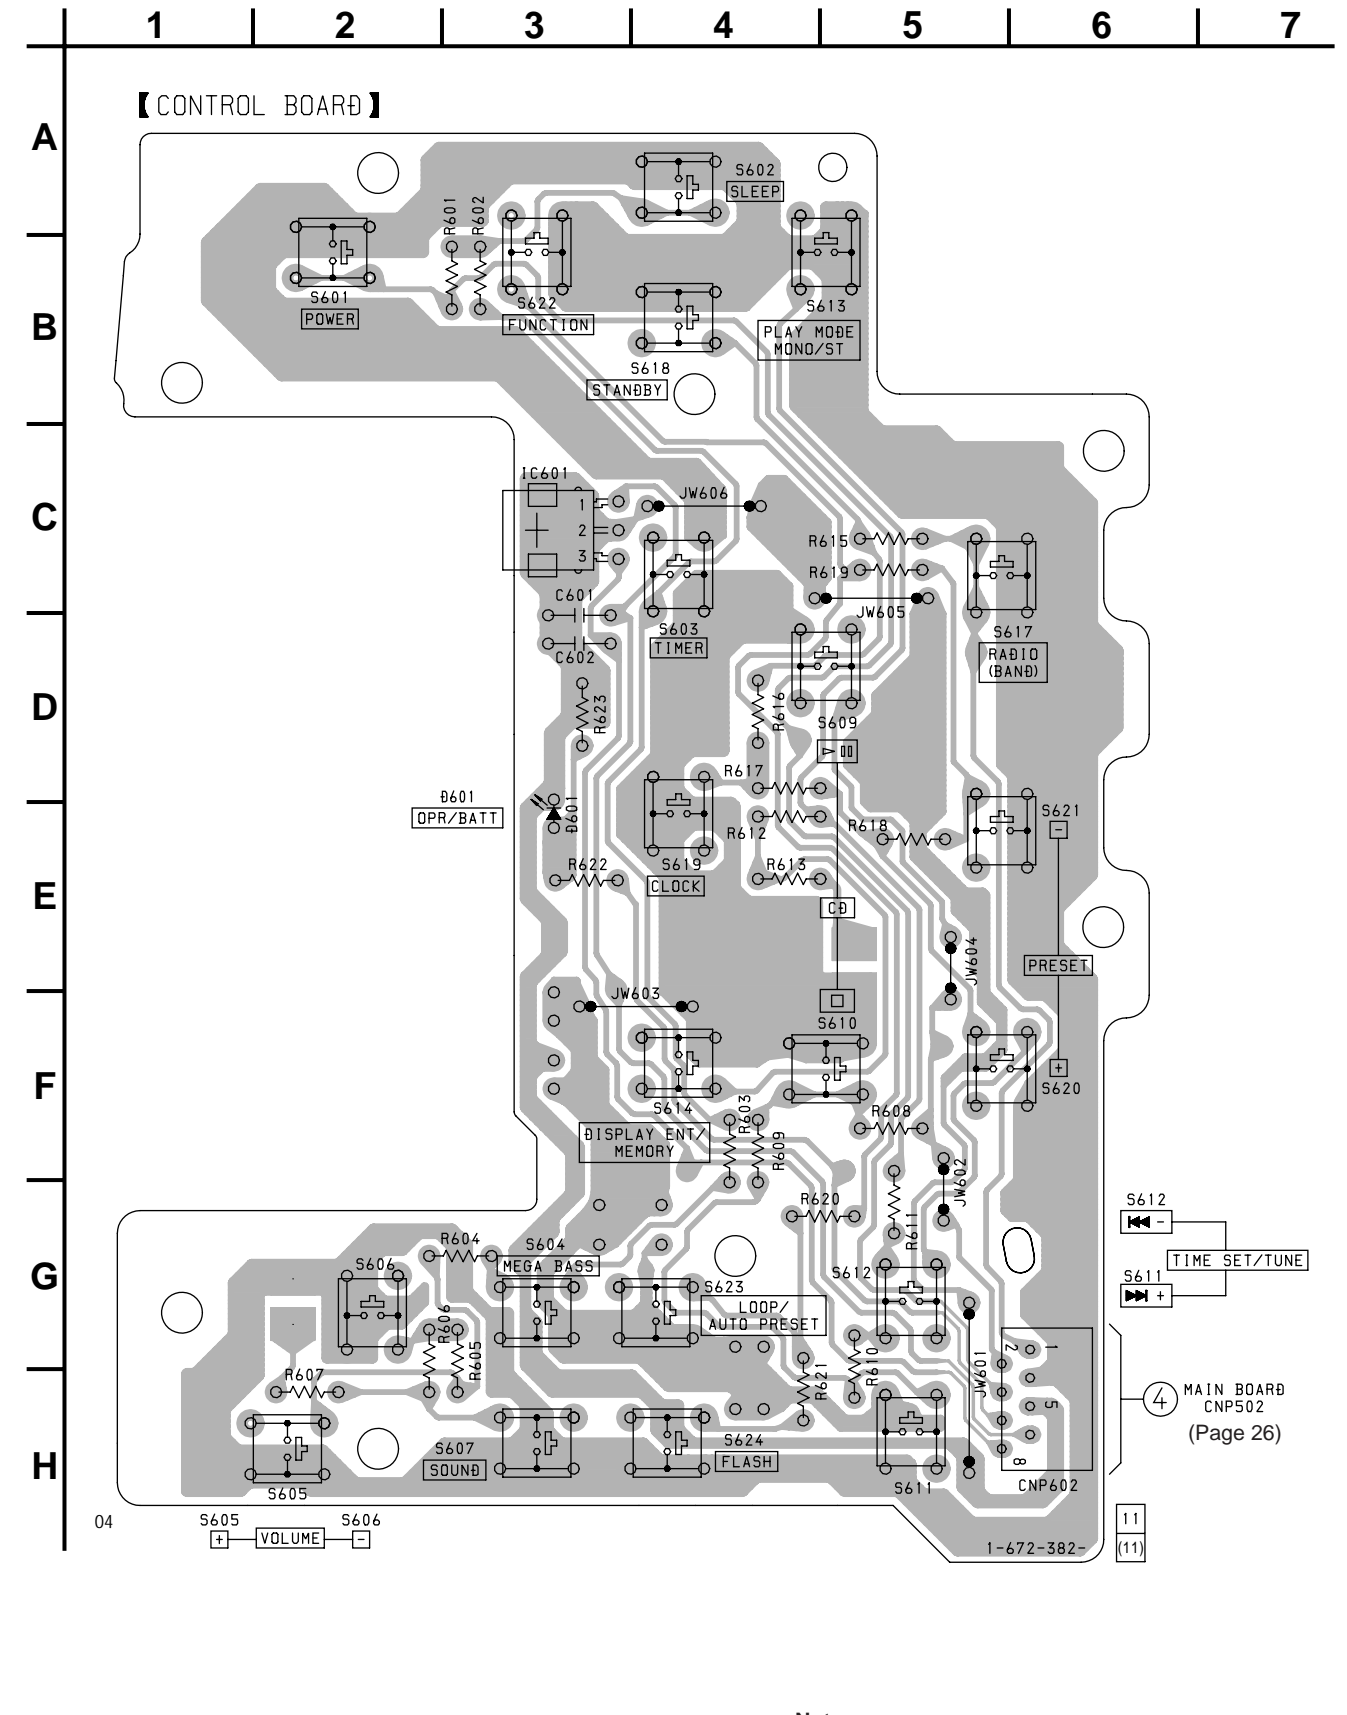 1 2 3 4 5 6 7
【CONTROL BOARD】
A
S602
SLEEP
R601
R602
S601
POWER
S622
FUNCTION
S613
PLAY MODE
MONO/ST
B
S618
STANDBY
IC601
1
2
3
JW606
C
R615
R619
JW605
C601
C602
S603
TIMER
S617
RADIO
(BAND)
D
R623
R616
S609
R617
D601
OPR/BATT
D601
R612
R618
S621
-
R622
S619
CLOCK
R613
E
CD
JW604
PRESET
JW603
S610
F
+
S620
S614
R603
R608
DISPLAY ENT/
MEMORY
R609
JW602
R620
R611
S612
-
TIME SET/TUNE
S611
+
R604
S604
MEGA BASS
G
S606
S612
S623
LOOP/
AUTO PRESET
R606
R605
R607
R621
R610
JW601
2
1
5
8
4
MAIN BOARD
CNP502
(Page 26)
H
S607
SOUND
S624
FLASH
S605
S611
CNP602
04
S605
S606
+
VOLUME
-
1-672-382-
11
(11)